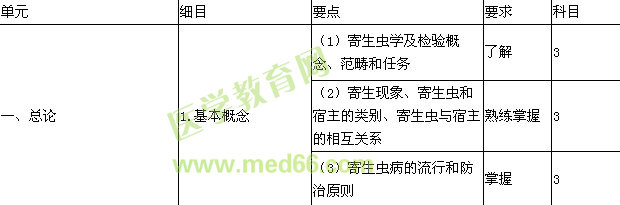 单元 细目 要点 要求 科目
一、总论 1.基本概念 （1）寄生虫学及检验概
念、范畴和任务 了解 3
（2）寄生现象、寄生虫和
宿主的类别、寄生虫与宿主
的相互关系 熟练掌握 3
（3）寄生虫病的流行和防
治原则 掌握 3
医学教育网
www.med66.com